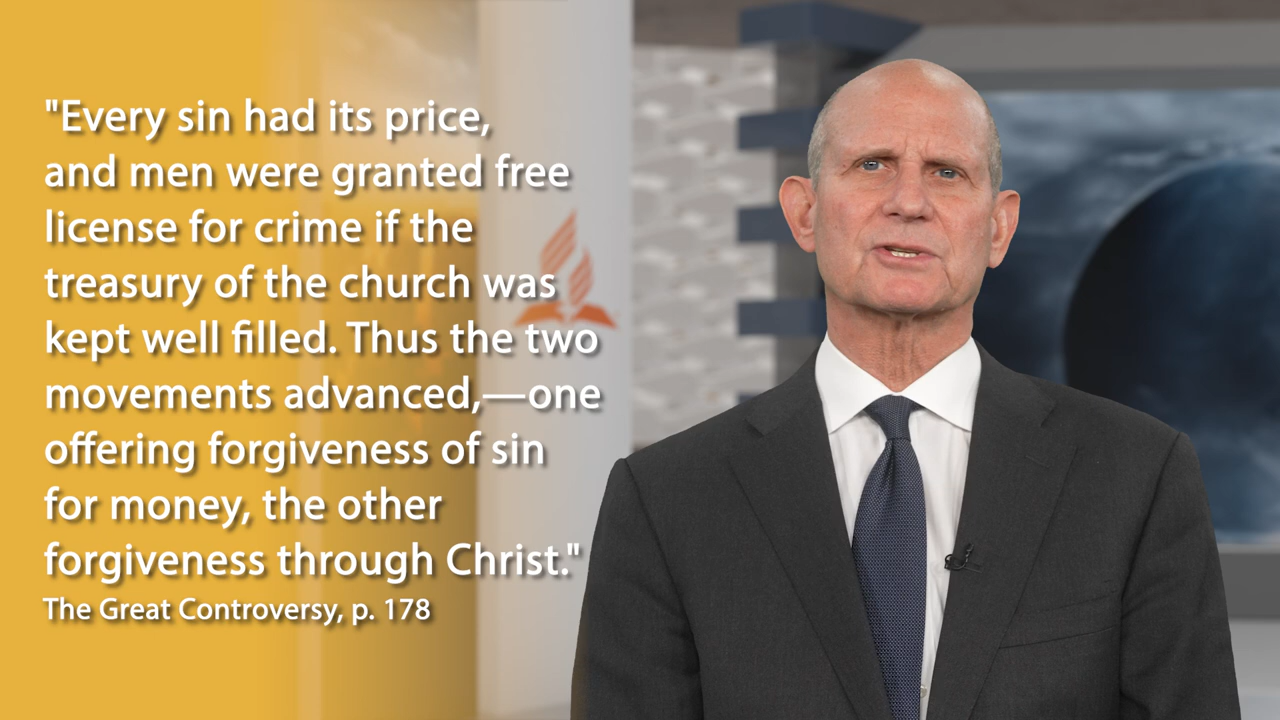 "Every sin had its price,
and men were granted free
license for crime if the
treasury of the church was
kept well filled. Thus the two
movements advanced,—one
offering forgiveness of sin
for money, the other
forgiveness through Christ."
The Great Controversy, p. 178